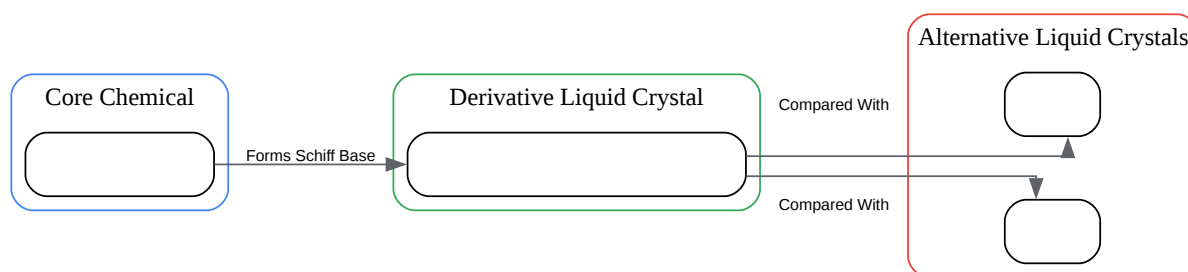 Core Chemical
Forms Schiff Base
Derivative Liquid Crystal
Compared With
Compared With
Alternative Liquid Crystals